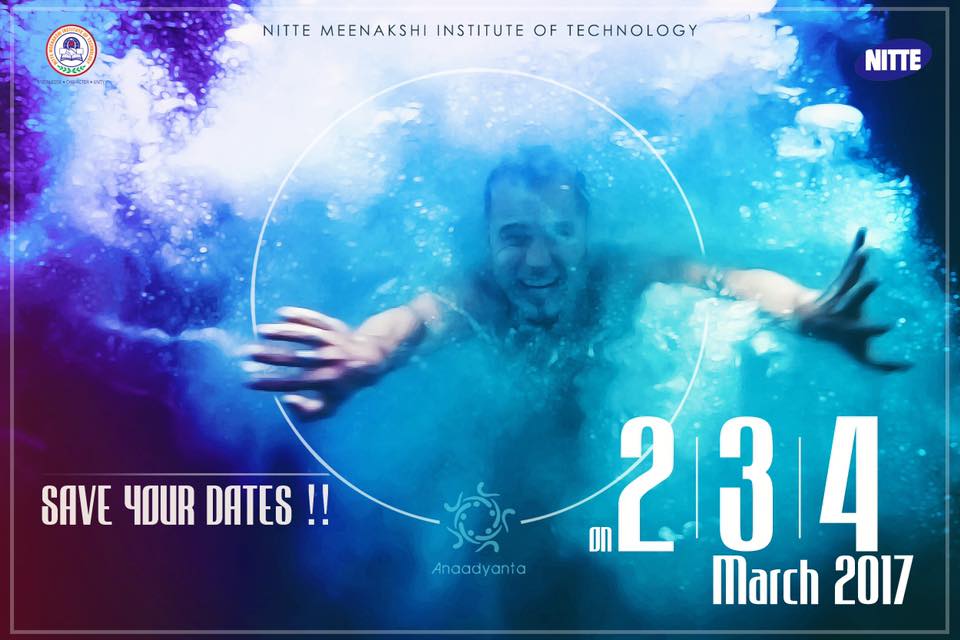 NITTE MEENAKSHI INSTITUTE OF TECHNOLOGY
NITTE
SAVE YOUR DATES !!
on 2 | 3 | 4
March 2017
Anaadyanta